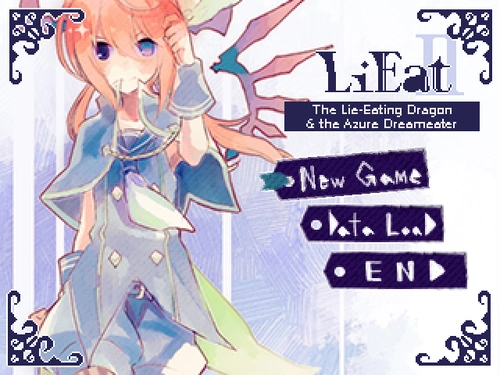 LiEat II
The Lie-Eating Dragon
& the Azure Dreameater
New Game
Data Load
END